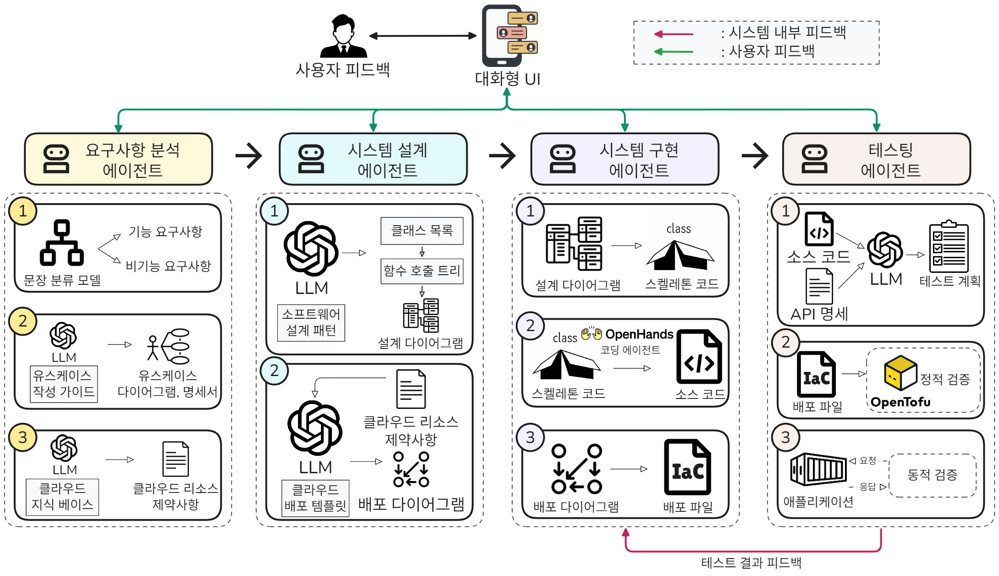 사용자 피드백
대화형 UI
: 시스템 내부 피드백
: 사용자 피드백
요구사항 분석
에이전트
시스템 설계
에이전트
시스템 구현
에이전트
테스팅
에이전트
1
기능 요구사항
비기능 요구사항
문장 분류 모델
2
LLM
유스케이스
작성 가이드
유스케이스
다이어그램, 명세서
3
LLM
클라우드
지식 베이스
클라우드 리소스
제약사항
1
LLM
소프트웨어
설계 패턴
클래스 목록
함수 호출 트리
설계 다이어그램
2
클라우드 리소스
제약사항
LLM
클라우드
배포 템플릿
배포 다이어그램
1
설계 다이어그램
class
스켈레톤 코드
2
class
OpenHands
코딩 에이전트
스켈레톤 코드
소스 코드
3
배포 다이어그램
IaC
배포 파일
1
소스 코드
API 명세
LLM
테스트 계획
2
IaC
배포 파일
OpenTofu
정적 검증
3
애플리케이션
요청
응답
동적 검증
테스트 결과 피드백